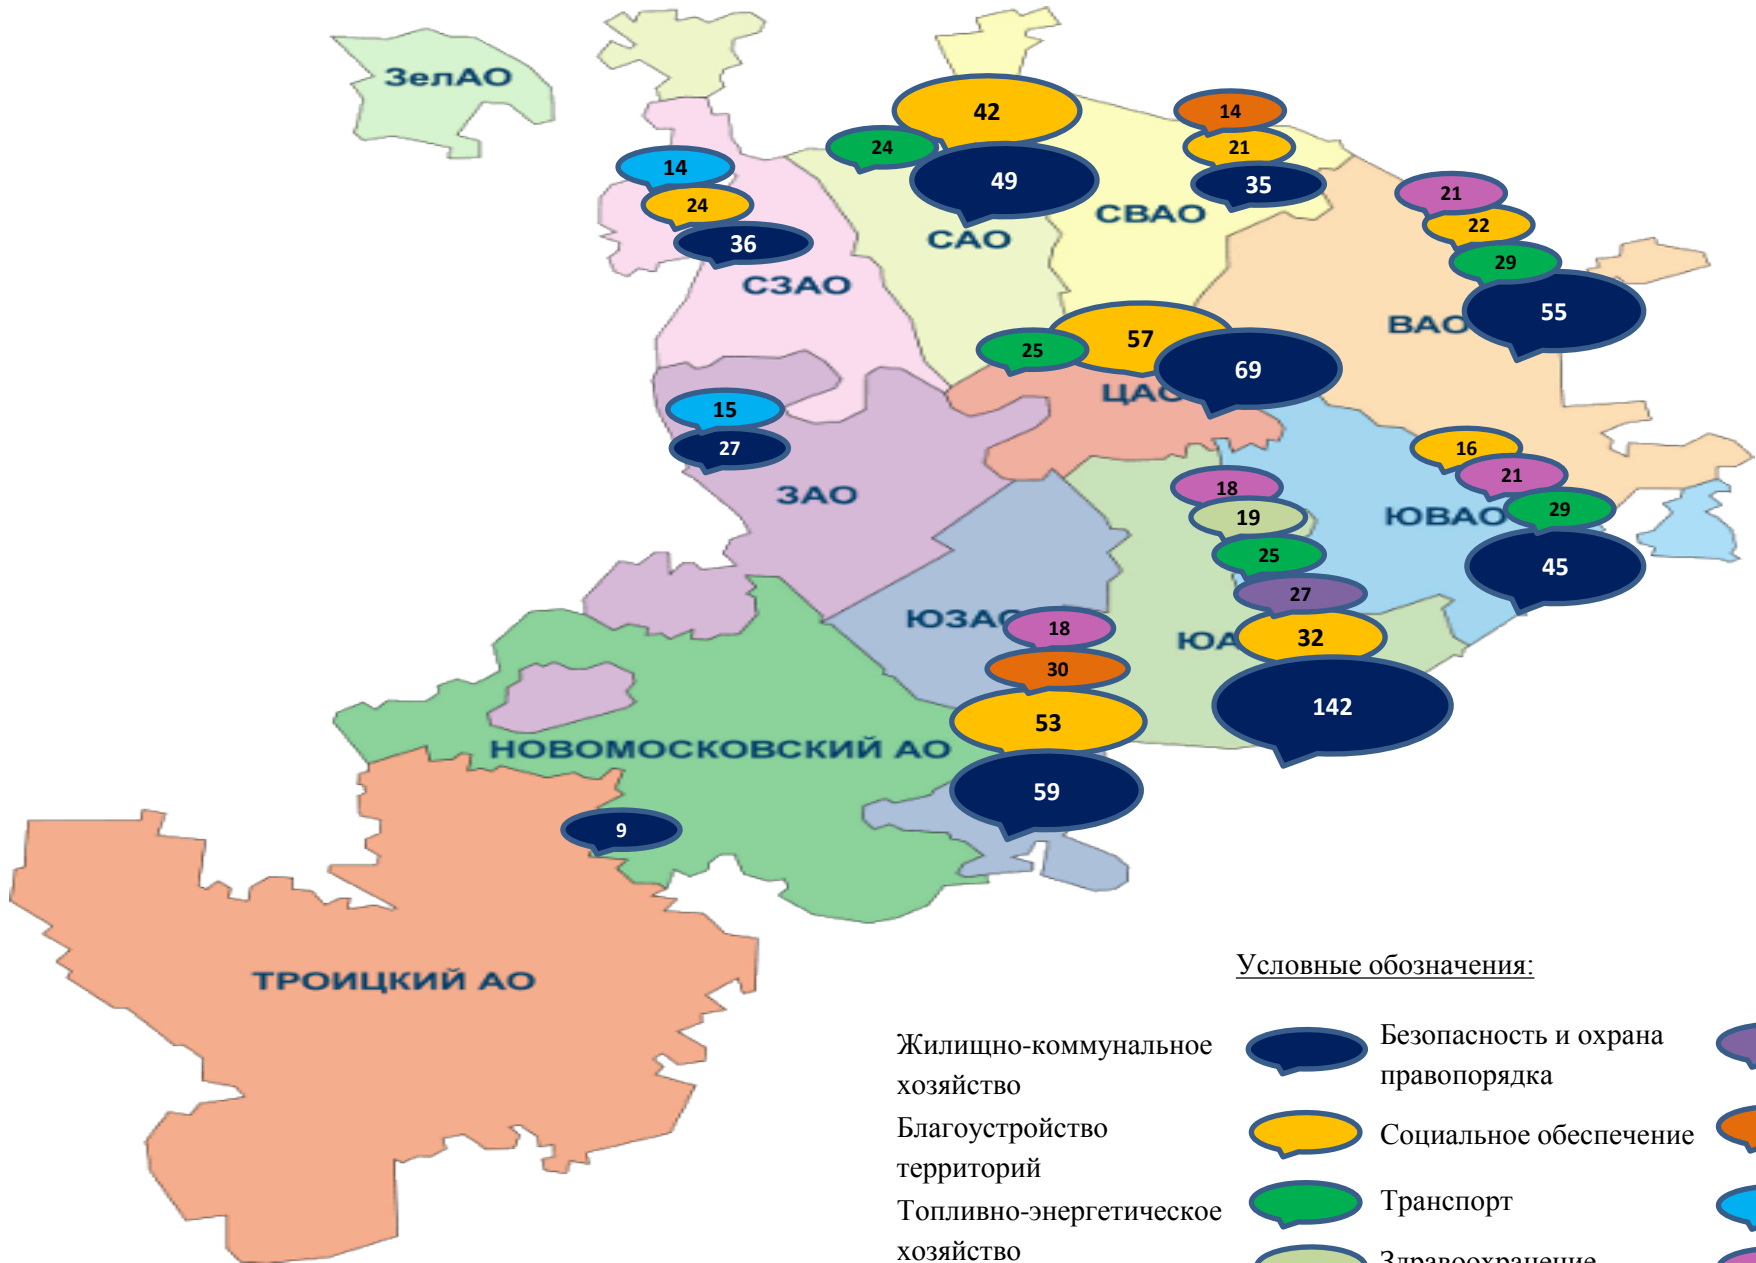 ЗелАО
42
14
24
21
14
49
35
21
24
СВАО
22
36
САО
29
СЗАО
55
ВАО
57
25
69
ЦАО
15
27
16
21
18
ЗАО
29
19
ЮВАО
25
45
27
ЮЗАО
18
32
ЮА
30
142
53
НОВОМОСКОВСКИЙ АО
59
9
ТРОИЦКИЙ АО
Условные обозначения:
Жилищно-коммунальное
хозяйство
Безопасность и охрана
правопорядка
Благоустройство
территорий
Социальное обеспечение
Топливно-энергетическое
хозяйство
Транспорт
Здравоохранение